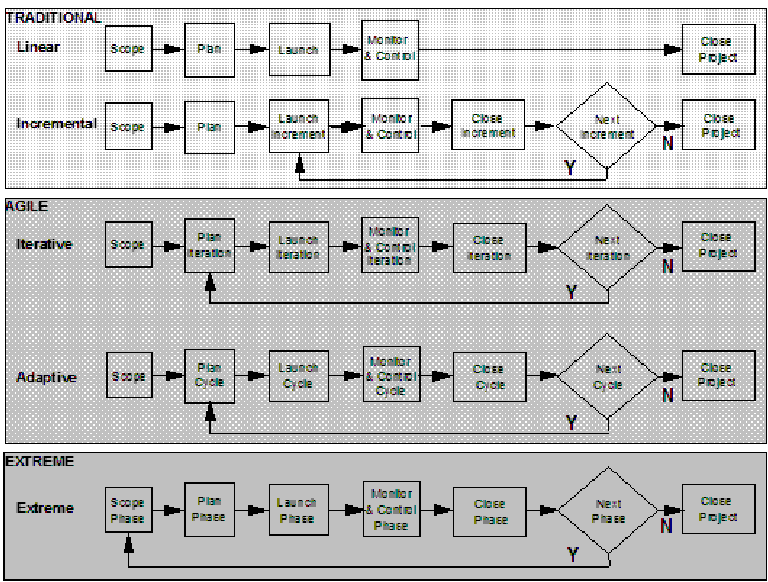 TRADITIONAL
Linear
Scope
Plan
Launch
Monitor
& Control
Close
Project
Incremental
Scope
Plan
Launch
Increment
Monitor
& Control
Close
Increment
Next
Increment
Y
N
Close
Project
AGILE
Iterative
Scope
Plan
Iteration
Launch
Iteration
Monitor
& Control
Iteration
Close
Iteration
Next
Iteration
Y
N
Close
Project
Adaptive
Scope
Plan
Cycle
Launch
Cycle
Monitor
& Control
Cycle
Close
Cycle
Next
Cycle
Y
N
Close
Project
EXTREME
Extreme
Scope
Phase
Plan
Phase
Launch
Phase
Monitor
& Control
Phase
Close
Phase
Next
Phase
Y
N
Close
Project